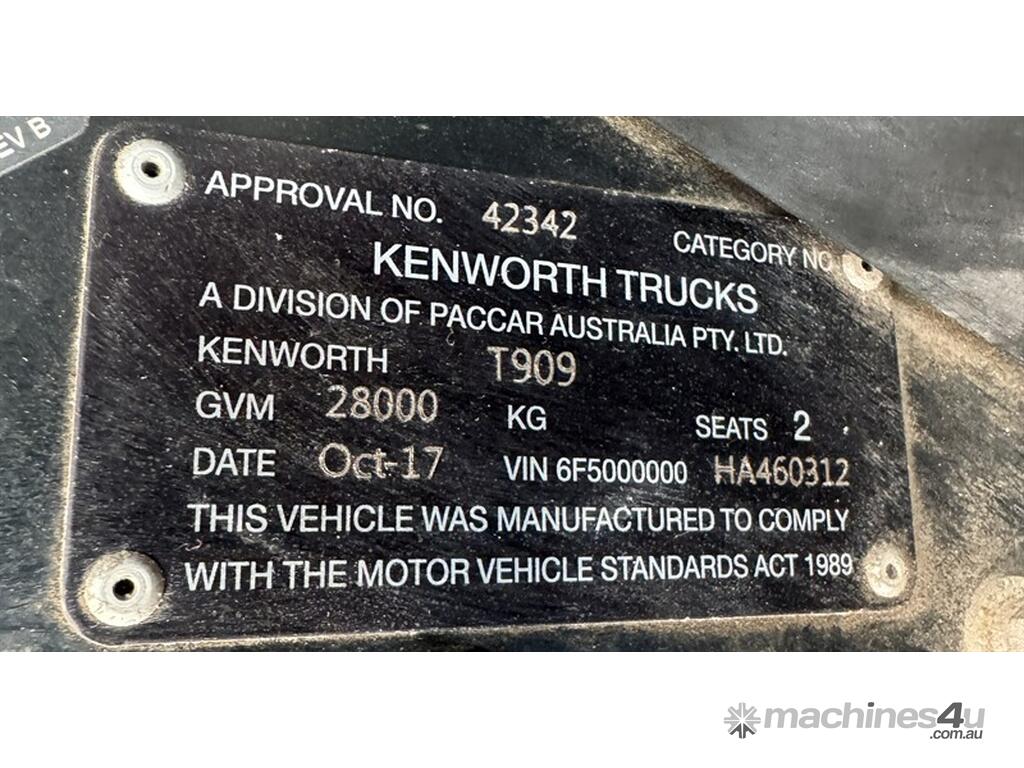 EV B
APPROVAL NO. 42342 CATEGORY NO
KENWORTH TRUCKS
A DIVISION OF PACCAR AUSTRALIA PTY. LTD.
KENWORTH T909
GVM 28000 KG SEATS 2
DATE Oct-17 VIN 6F5000000 HA460312
THIS VEHICLE WAS MANUFACTURED TO COMPLY
WITH THE MOTOR VEHICLE STANDARDS ACT 1989
machines4u
.com.au